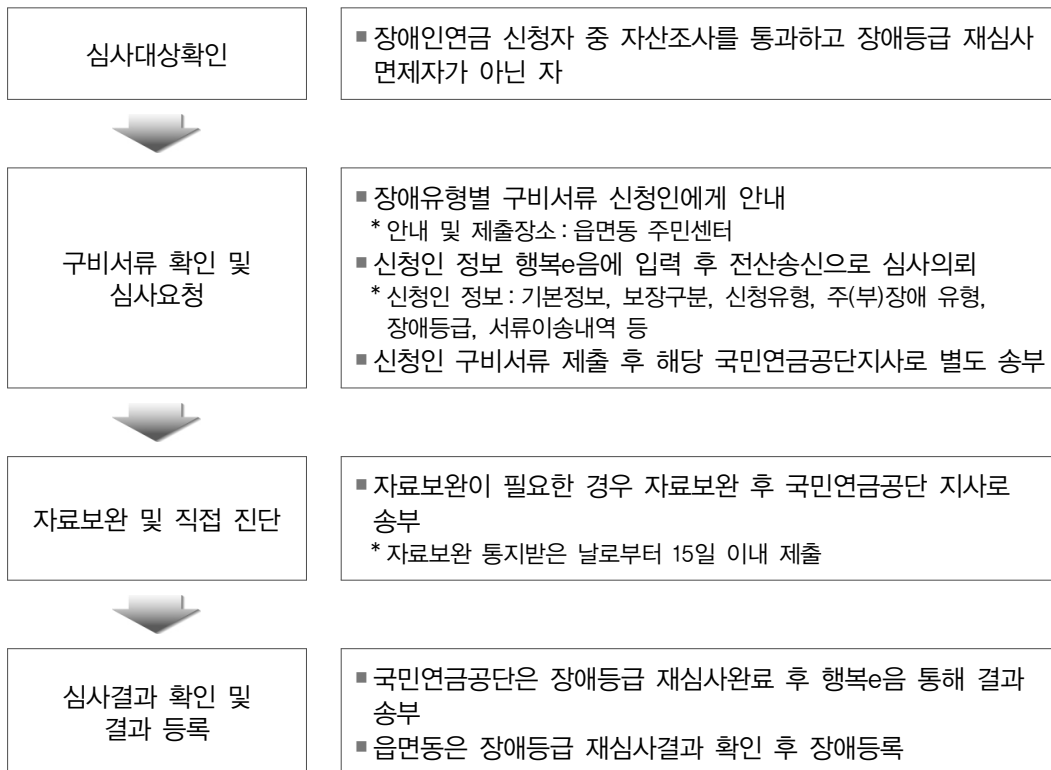 심사대상확인
■ 장애인연금 신청자 중 자산조사를 통과하고 장애등급 재심사
면제자가 아닌 자
구비서류 확인 및
심사요청
■ 장애유형별 구비서류 신청인에게 안내
* 안내 및 제출장소 : 읍면동 주민센터
■ 신청인 정보 행복e음에 입력 후 전산송신으로 심사의뢰
* 신청인 정보 : 기본정보, 보장구분, 신청유형, 주(부)장애 유형,
장애등급, 서류이송내역 등
■ 신청인 구비서류 제출 후 해당 국민연금공단지사로 별도 송부
자료보완 및 직접 진단
■ 자료보완이 필요한 경우 자료보완 후 국민연금공단 지사로
송부
* 자료보완 통지받은 날로부터 15일 이내 제출
심사결과 확인 및
결과 등록
■ 국민연금공단은 장애등급 재심사완료 후 행복e음 통해 결과
송부
■ 읍면동은 장애등급 재심사결과 확인 후 장애등록